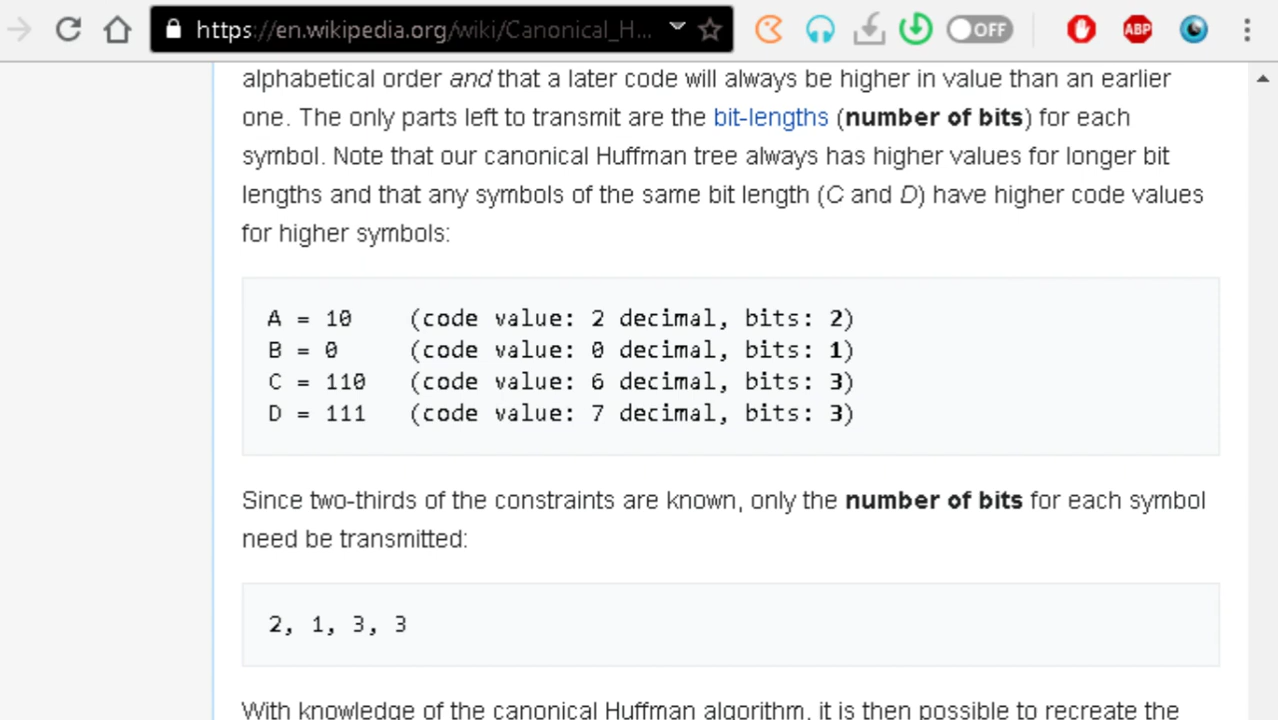 https://en.wikipedia.org/wiki/Canonical_H...
OFF
ABP
alphabetical order and that a later code will always be higher in value than an earlier
one. The only parts left to transmit are the bit-lengths (number of bits) for each
symbol. Note that our canonical Huffman tree always has higher values for longer bit
lengths and that any symbols of the same bit length (C and D) have higher code values
for higher symbols:
A = 10    (code value: 2 decimal, bits: 2)
B = 0     (code value: 0 decimal, bits: 1)
C = 110   (code value: 6 decimal, bits: 3)
D = 111   (code value: 7 decimal, bits: 3)
Since two-thirds of the constraints are known, only the number of bits for each symbol
need be transmitted:
2, 1, 3, 3
With knowledge of the canonical Huffman algorithm, it is then possible to recreate the